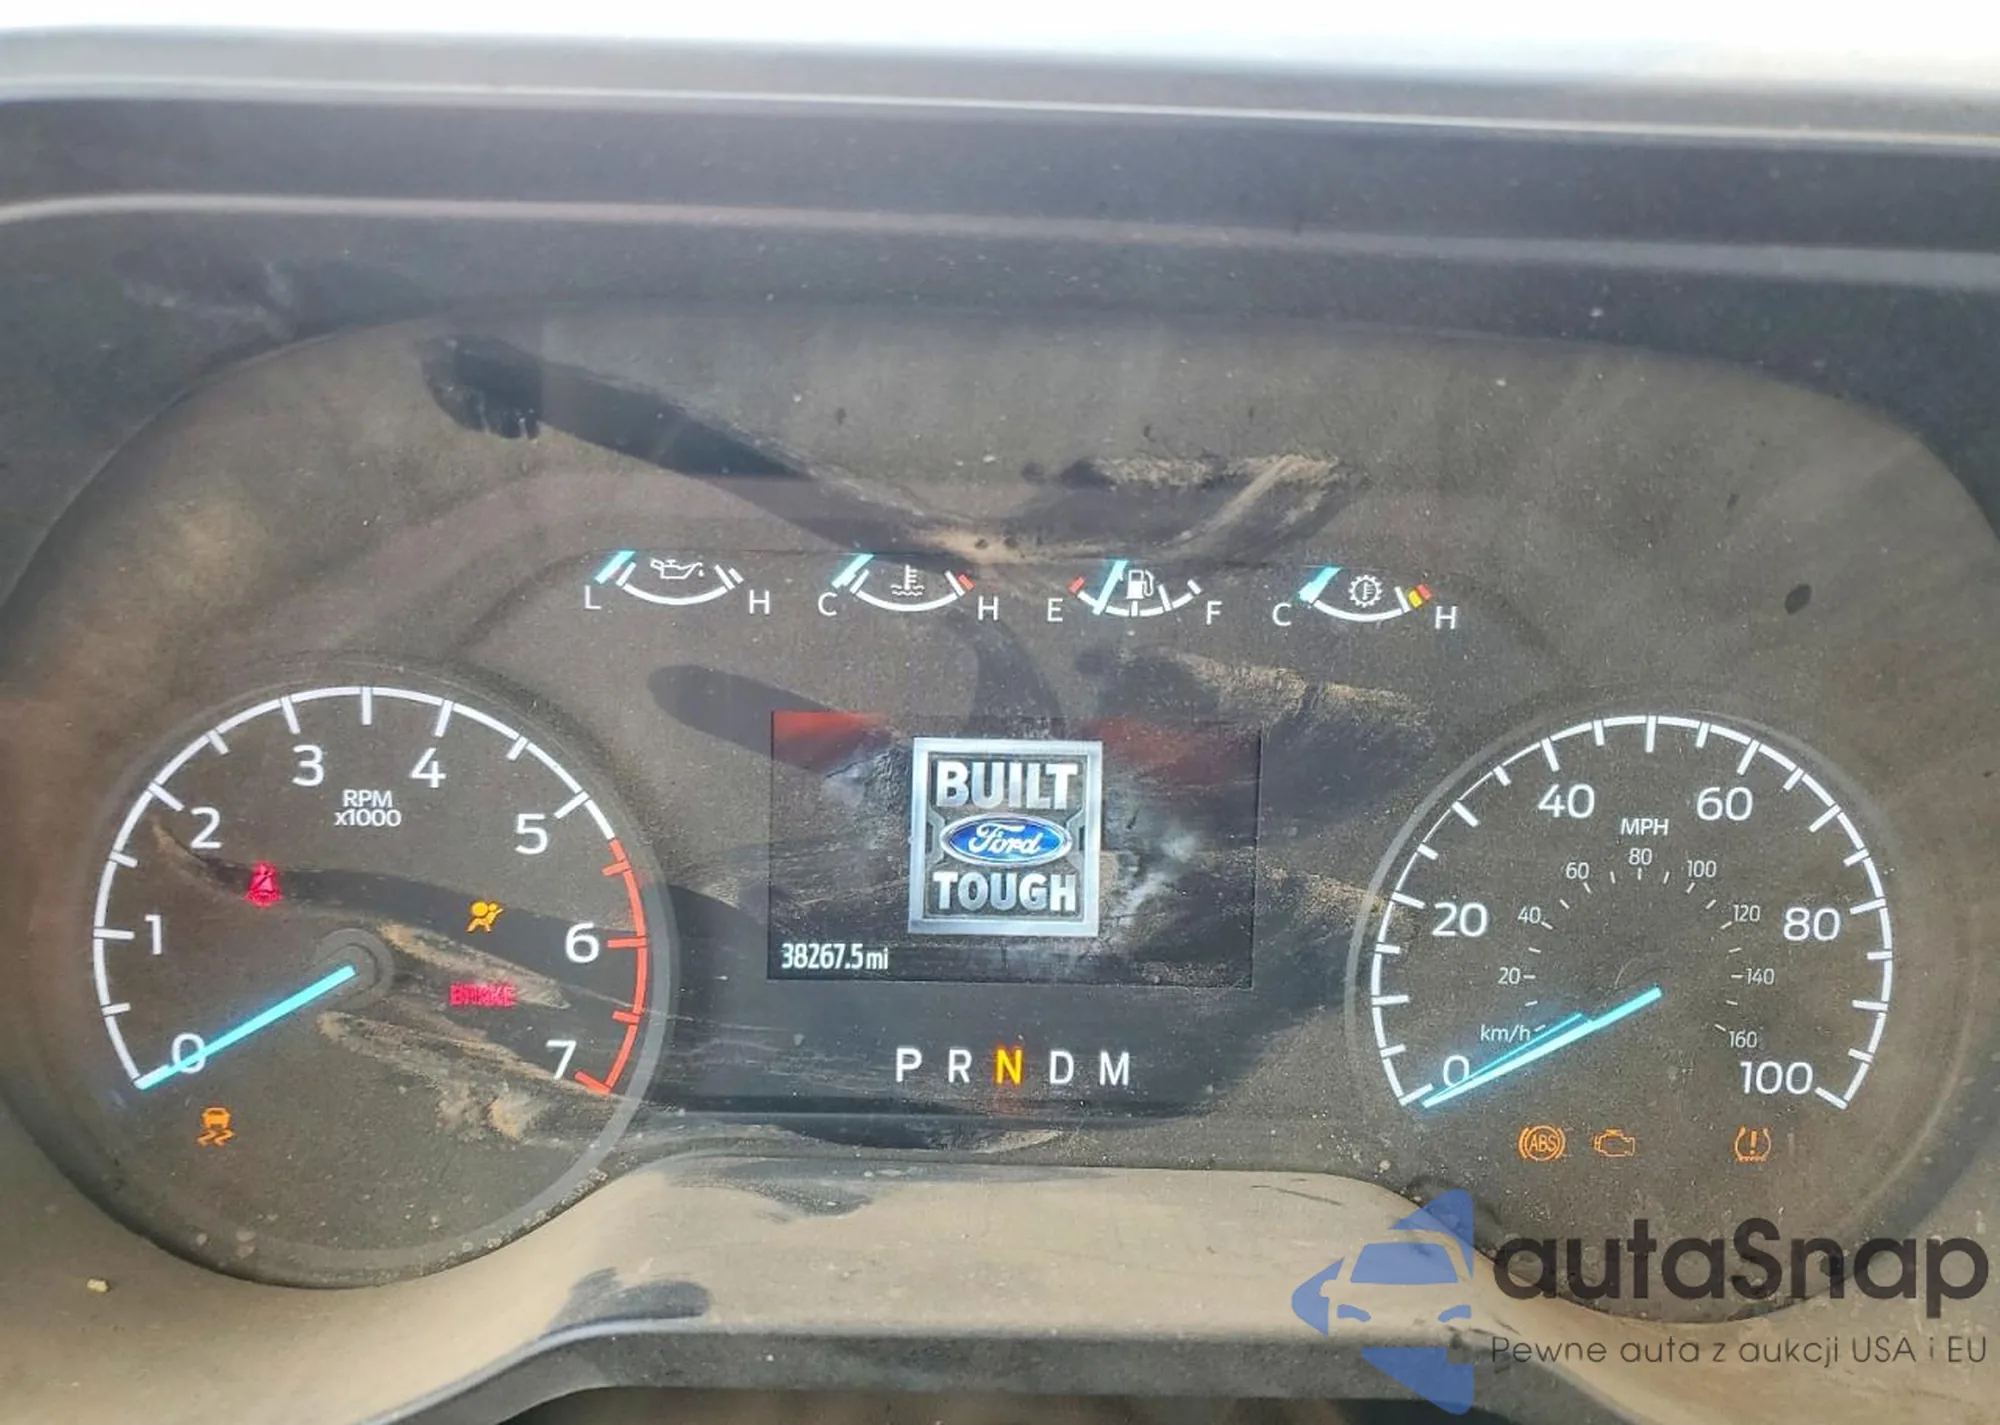 L H C H E F C H
3 4
RPM
x1000
2 5
1 6
0 7
BRAKE
BUILT
Ford
TOUGH
38267.5 mi
P R N D M
40 60
MPH
60 80 100
20 40 120 80
20 140
km/h 160
0 100
ABS
autaSnap
Pewne auta z aukcji USA i EU